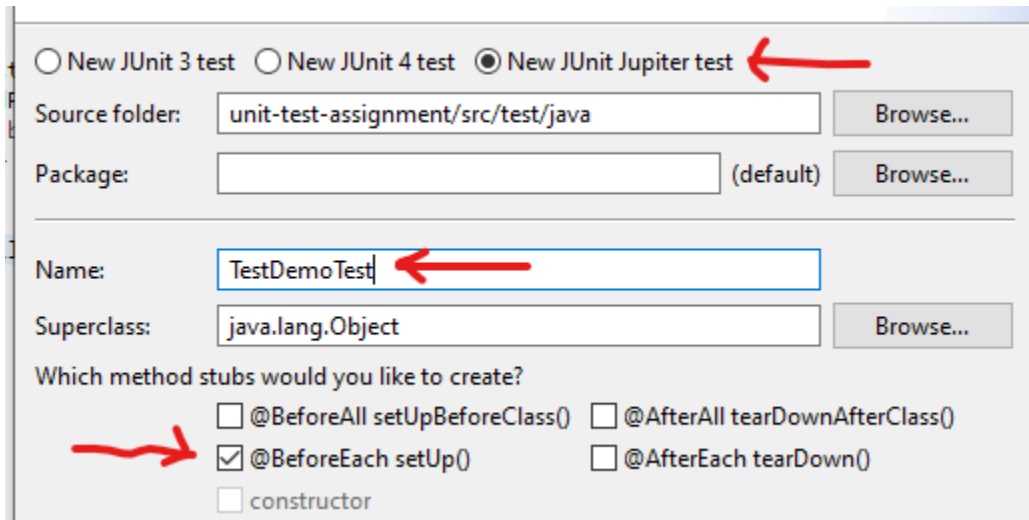 New JUnit 3 test New JUnit 4 test New JUnit Jupiter test
Source folder: unit-test-assignment/src/test/java Browse...
Package: (default) Browse...
Name: TestDemoTest
Superclass: java.lang.Object Browse...
Which method stubs would you like to create?
@BeforeAll setUpBeforeClass() @AfterAll tearDownAfterClass()
@BeforeEach setUp() @AfterEach tearDown()
constructor